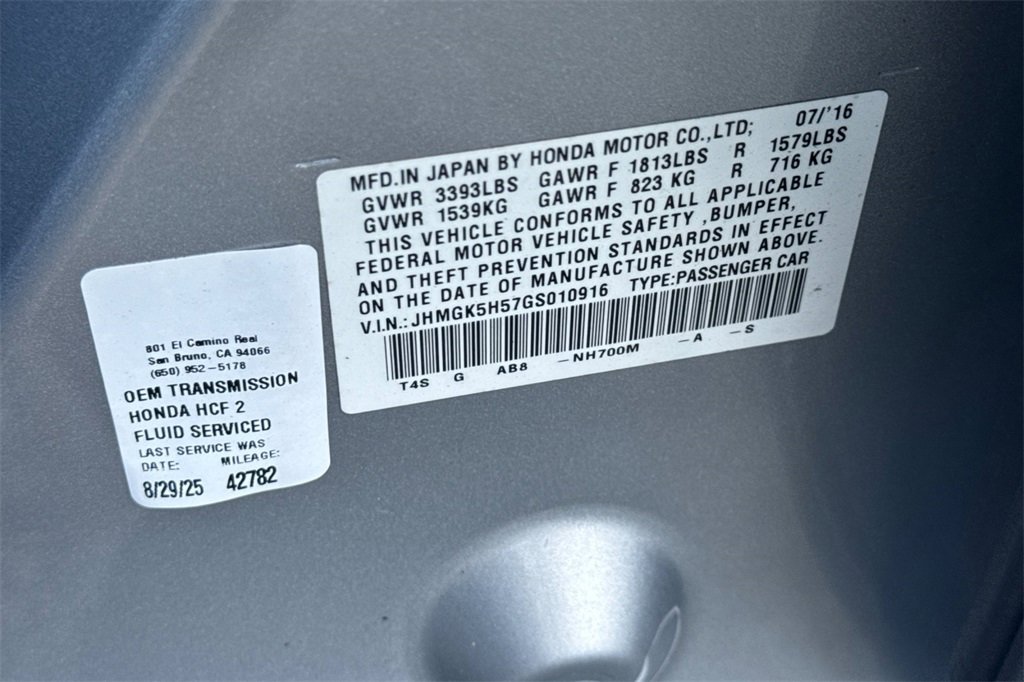 MFD.IN JAPAN BY HONDA MOTOR CO.,LTD; 07/'16
GVWR 3393LBS GAWR F 1813LBS R 1579LBS
GVWR 1539KG GAWR F 823 KG R 716 KG
THIS VEHICLE CONFORMS TO ALL APPLICABLE
FEDERAL MOTOR VEHICLE SAFETY ,BUMPER,
AND THEFT PREVENTION STANDARDS IN EFFECT
ON THE DATE OF MANUFACTURE SHOWN ABOVE.
V.I.N.: JHMGK5H57GS010916 TYPE:PASSENGER CAR
T4S G AB8 -NH700M -A -S
801 El Camino Real
San Bruno, CA 94066
(650) 952-5178
OEM TRANSMISSION
HONDA HCF 2
FLUID SERVICED
LAST SERVICE WAS
DATE: MILEAGE:
8/29/25 42782